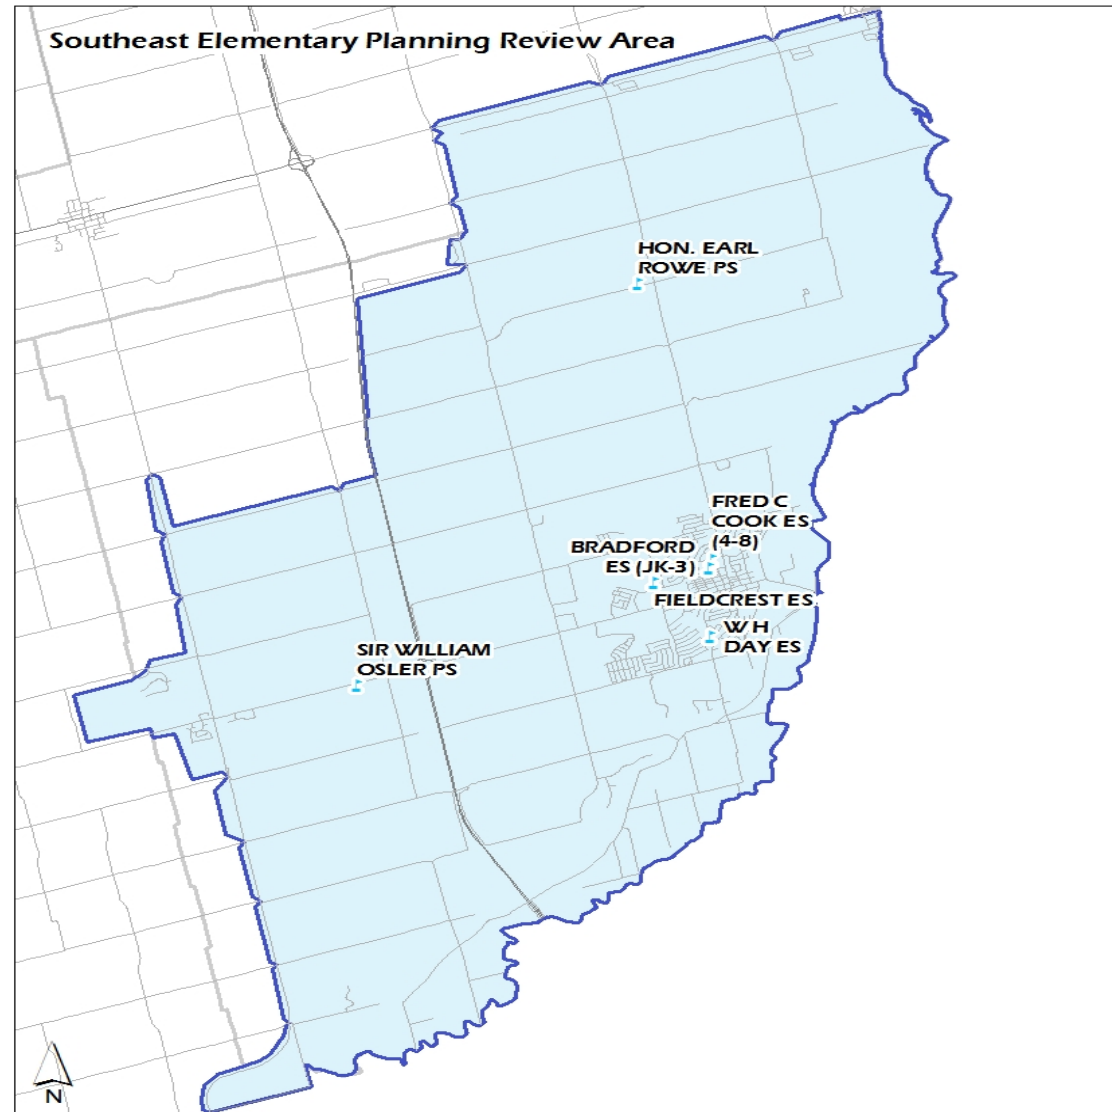 Southeast Elementary Planning Review Area
HON. EARL
ROWE PS
FRED C
COOK ES
(4-8)
BRADFORD
ES (JK-3)
FIELDCREST ES
W H
DAY ES
SIR WILLIAM
OSLER PS
N